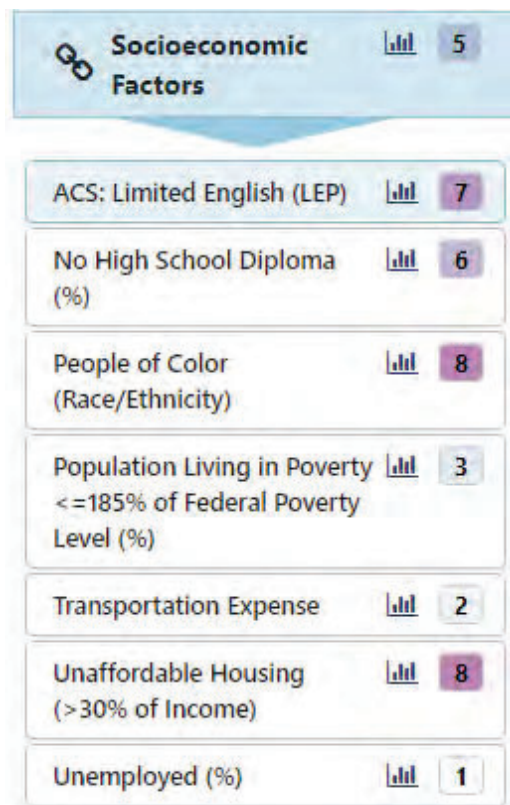 Socioeconomic 5
Factors
ACS: Limited English (LEP) 7
No High School Diploma 6
(%)
People of Color 8
(Race/Ethnicity)
Population Living in Poverty 3
<=185% of Federal Poverty
Level (%)
Transportation Expense 2
Unaffordable Housing 8
(>30% of Income)
Unemployed (%) 1